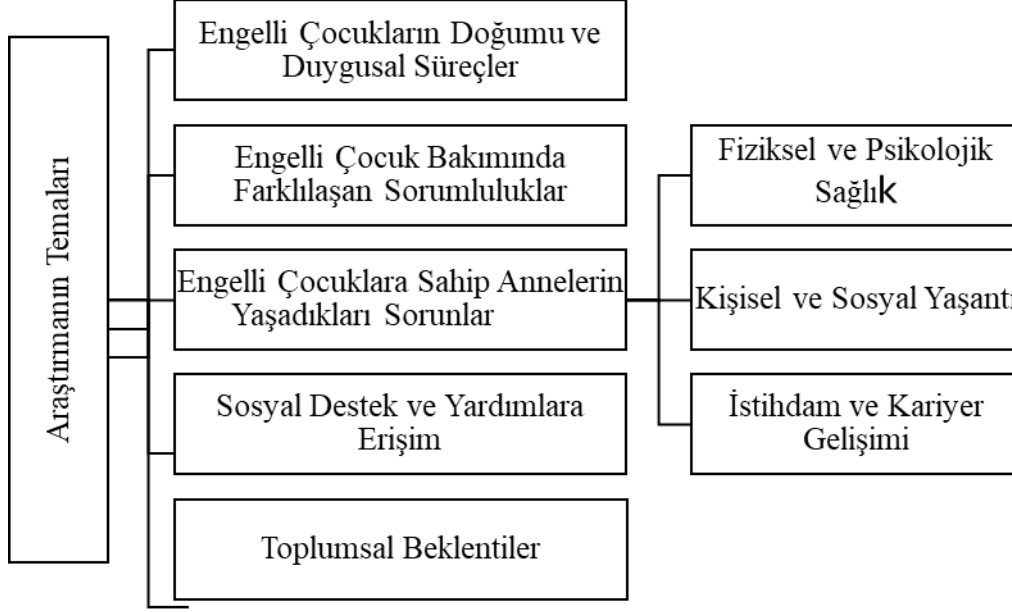 Araştırmanın Temaları
Engelli Çocukların Doğumu ve
Duygusal Süreçler
Engelli Çocuk Bakımında
Farklılaşan Sorumluluklar
Engelli Çocuklara Sahip Annelerin
Yaşadıkları Sorunlar
Sosyal Destek ve Yardımlara
Erişim
Toplumsal Beklentiler
Fiziksel ve Psikolojik
Sağlık
Kişisel ve Sosyal Yaşantı
İstihdam ve Kariyer
Gelişimi